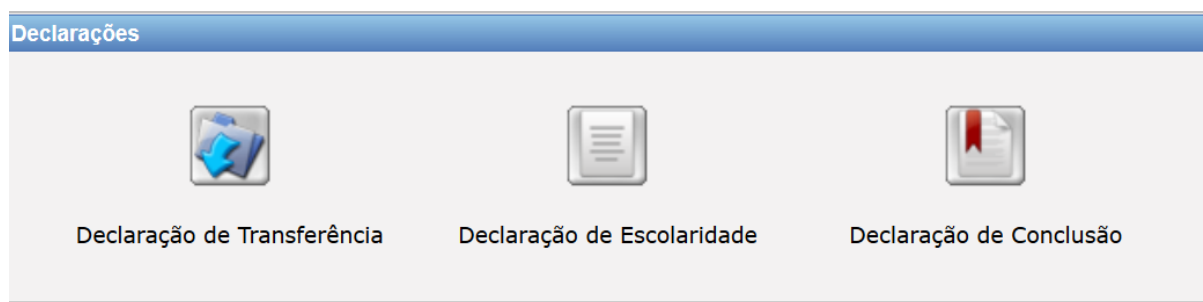 Declarações
Declaração de Transferência
Declaração de Escolaridade
Declaração de Conclusão